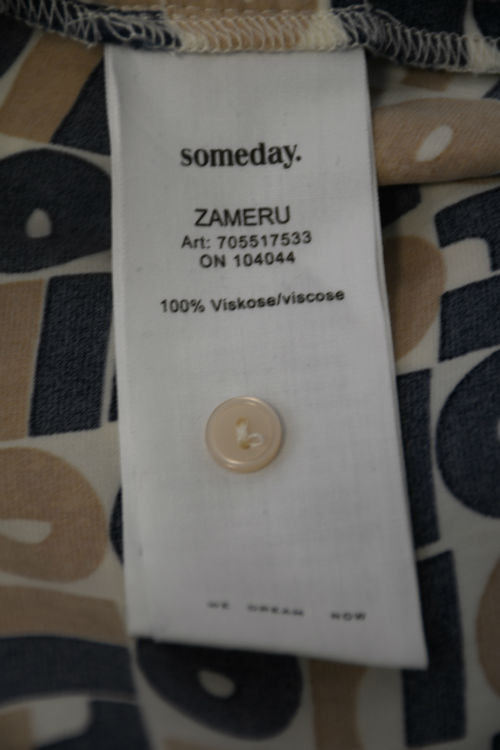 someday.
ZAMERU
Art: 705517533
ON 104044
100% Viskose/viscose
WE DREAM NOW